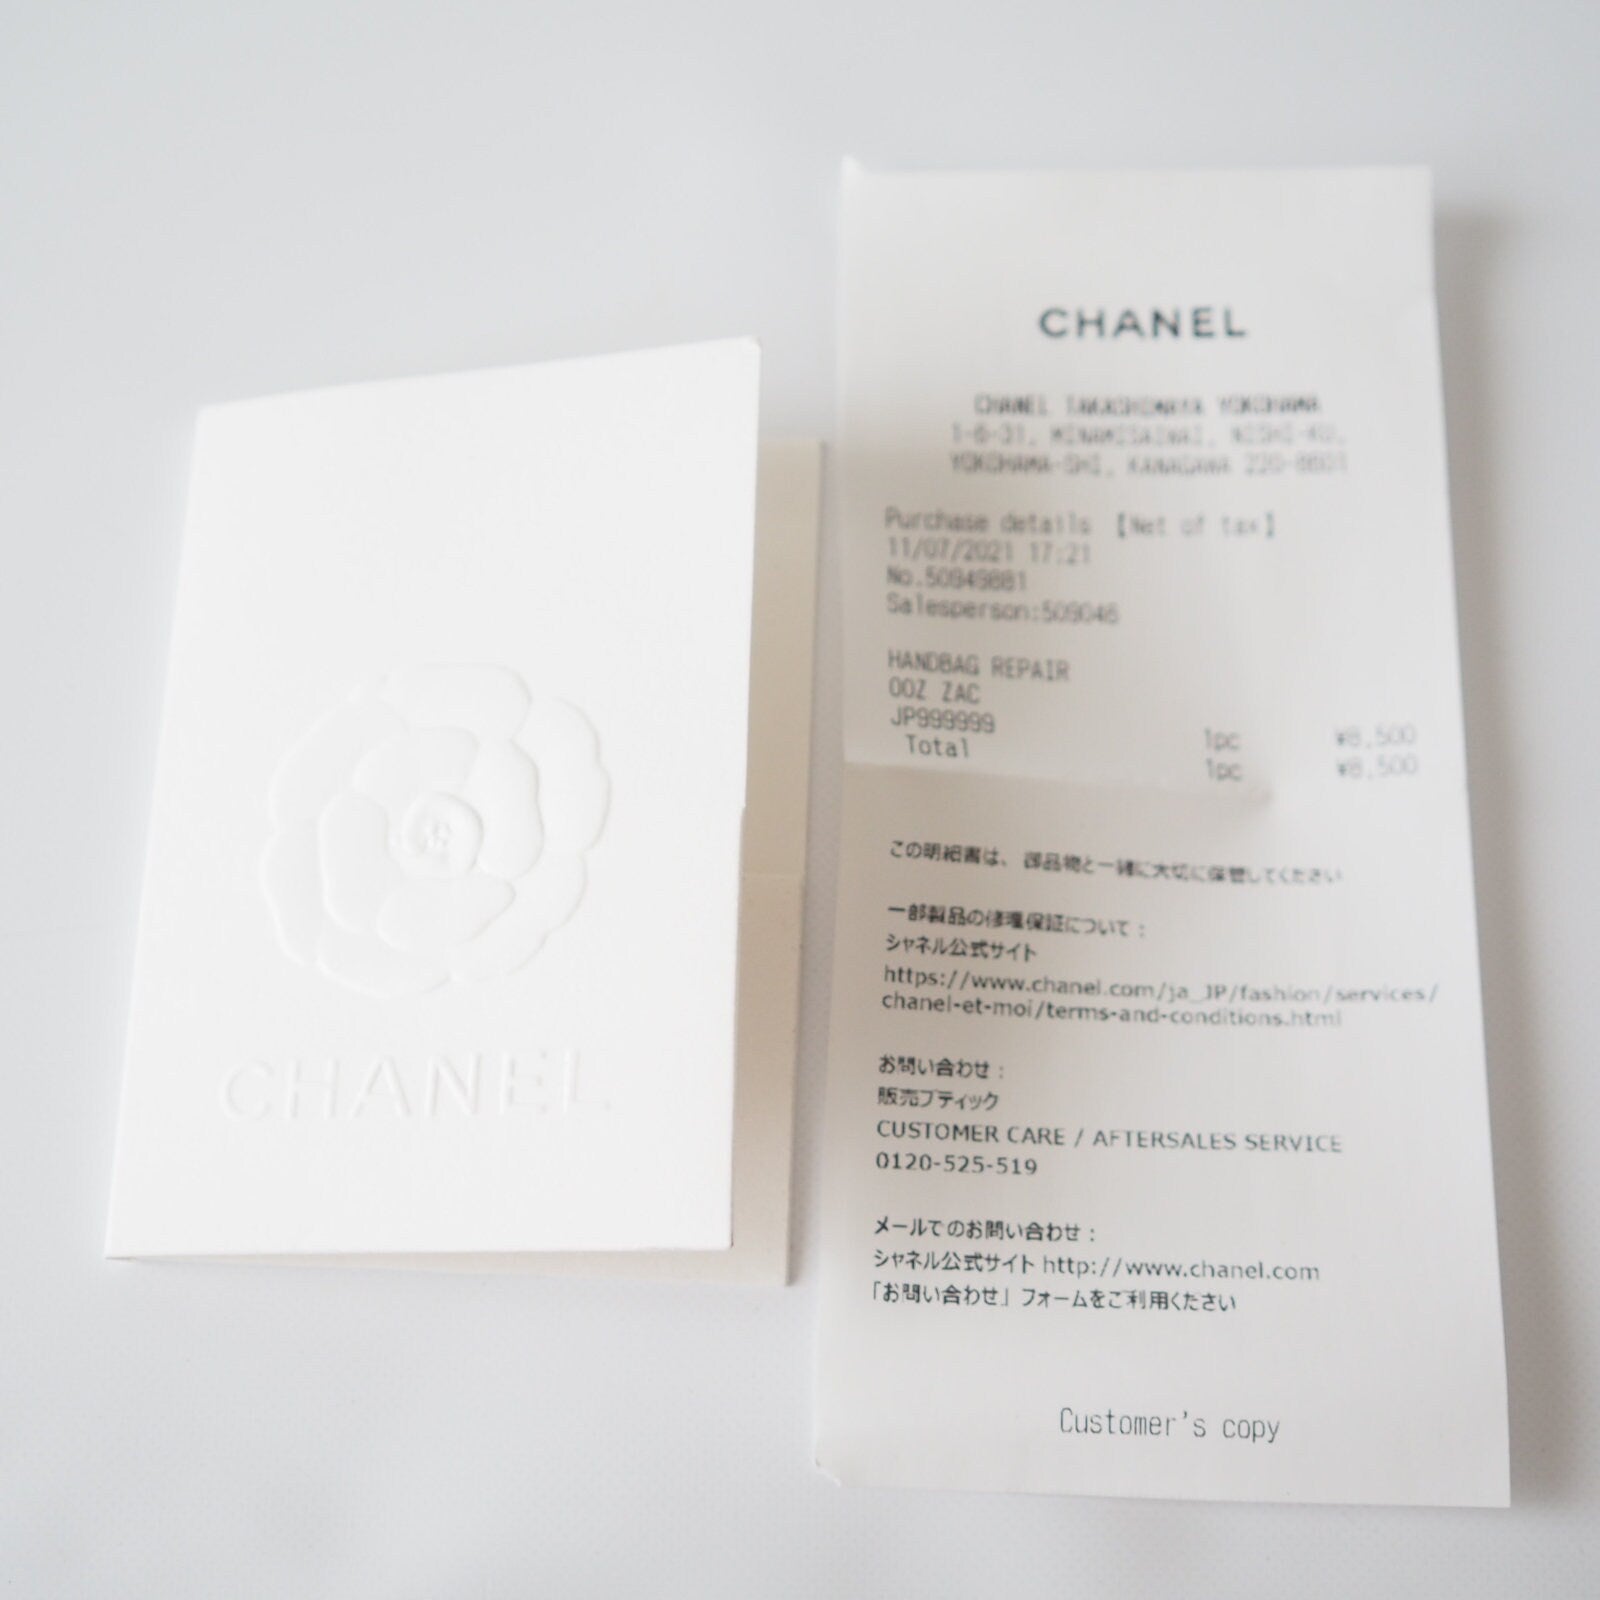 CHANEL
CHANEL
CHANEL TAKASHIMAYA YOKOHAMA
1-6-31, MINAMISAIWAI, NISHI-KU,
YOKOHAMA-SHI, KANAGAWA 220-8601
Purchase details 【Net of tax】
11/07/2021 17:21
No.50949881
Salesperson:509046
HANDBAG REPAIR
00Z ZAC
JP999999 1pc ¥8,500
Total 1pc ¥8,500
この明細書は、御品物と一緒に大切に保管してください
一部製品の修理保証について：
シャネル公式サイト
https://www.chanel.com/ja_JP/fashion/services/
chanel-et-moi/terms-and-conditions.html
お問い合わせ：
販売ブティック
CUSTOMER CARE / AFTERSALES SERVICE
0120-525-519
メールでのお問い合わせ：
シャネル公式サイト http://www.chanel.com
「お問い合わせ」フォームをご利用ください
Customer's copy